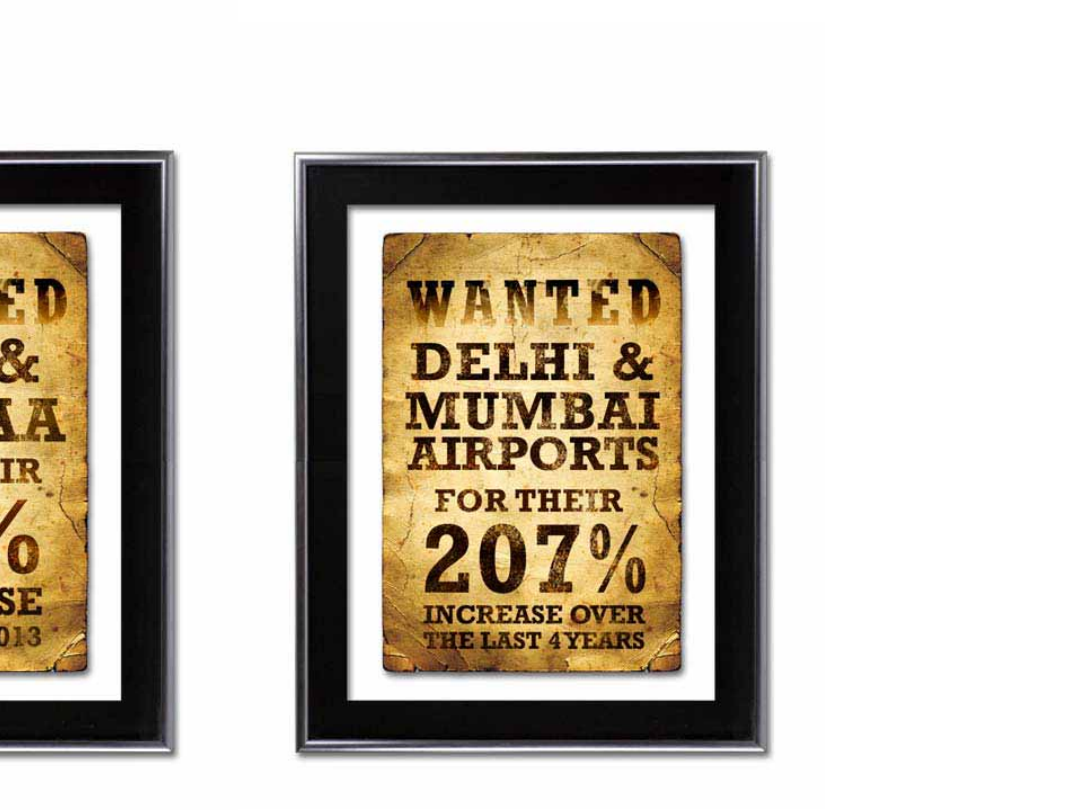 ED
&
AA
IR
%
SE
013
WANTED
DELHI &
MUMBAI
AIRPORTS
FOR THEIR
207%
INCREASE OVER
THE LAST 4 YEARS